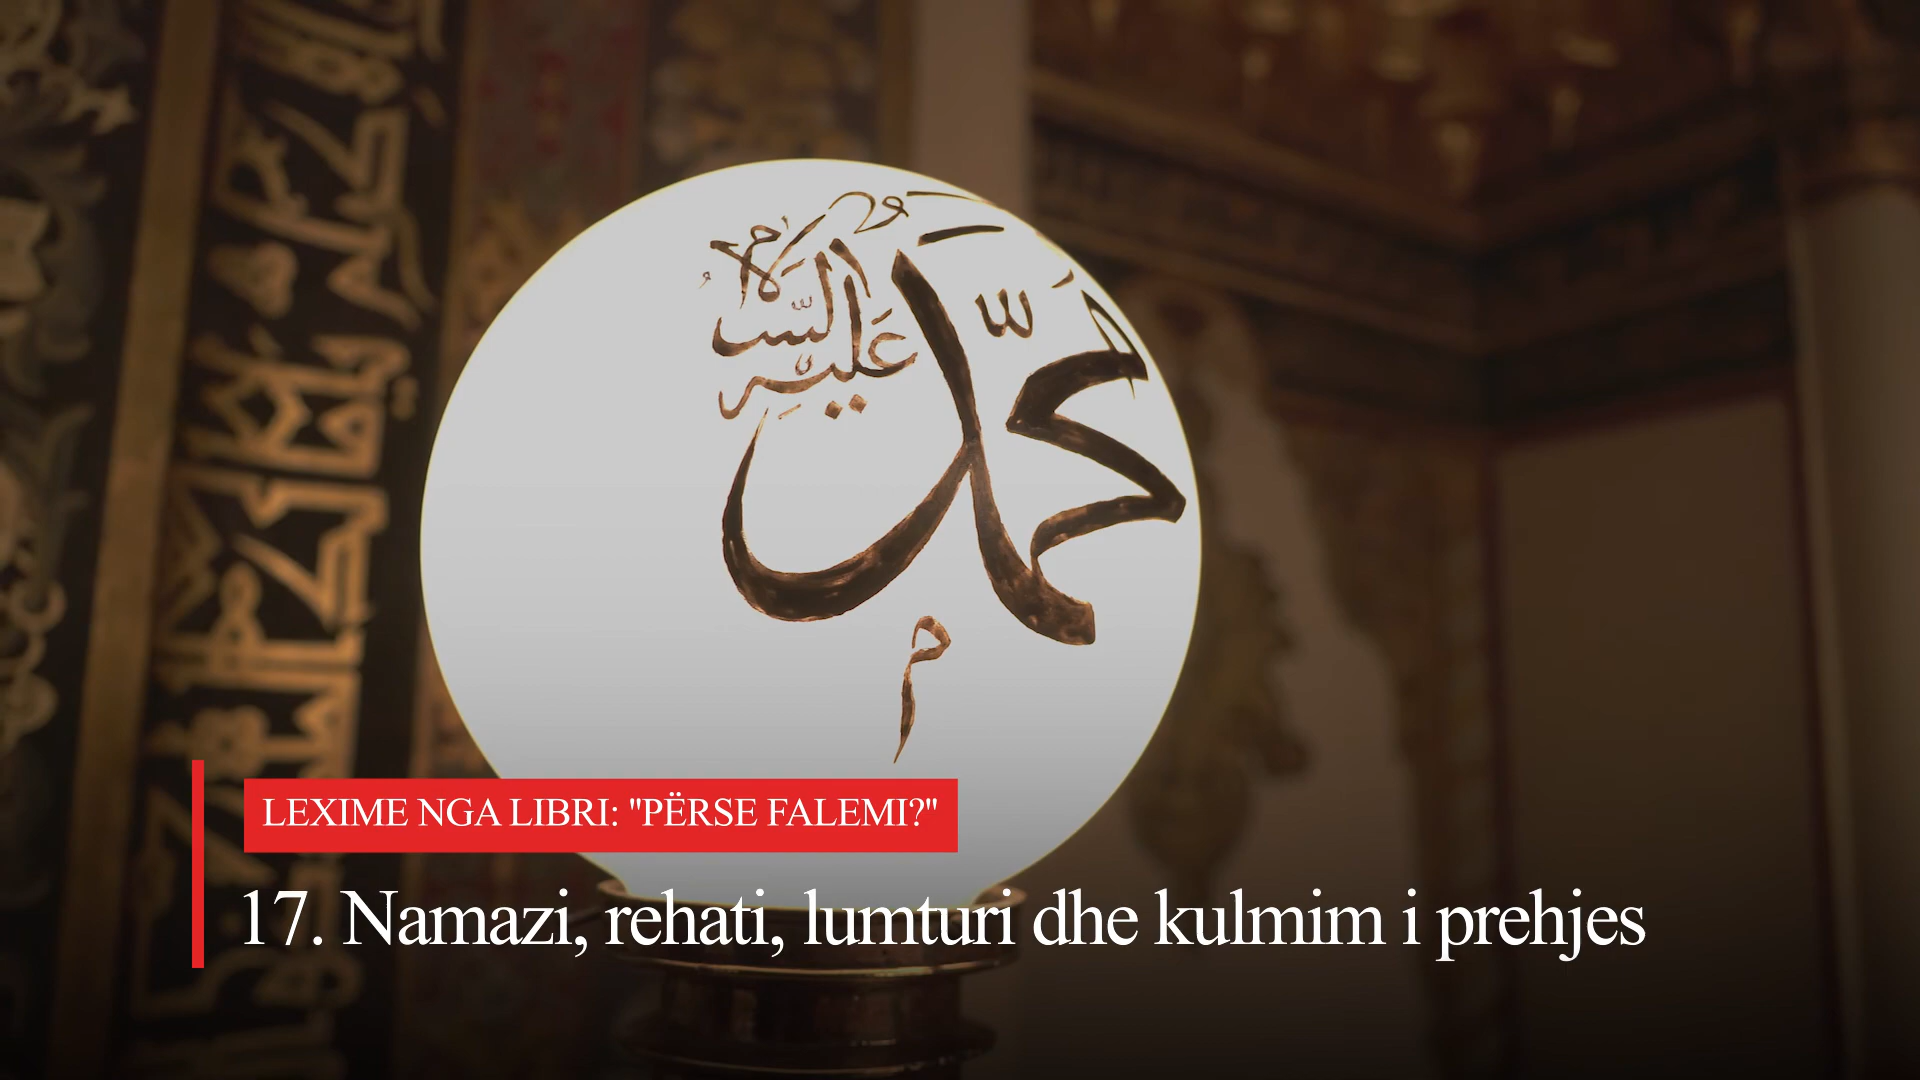 محمد
عليه السلام
م
LEXIME NGA LIBRI: "PËRSE FALEMI?"
17. Namazi, rehati, lumturi dhe kulmim i prehjes